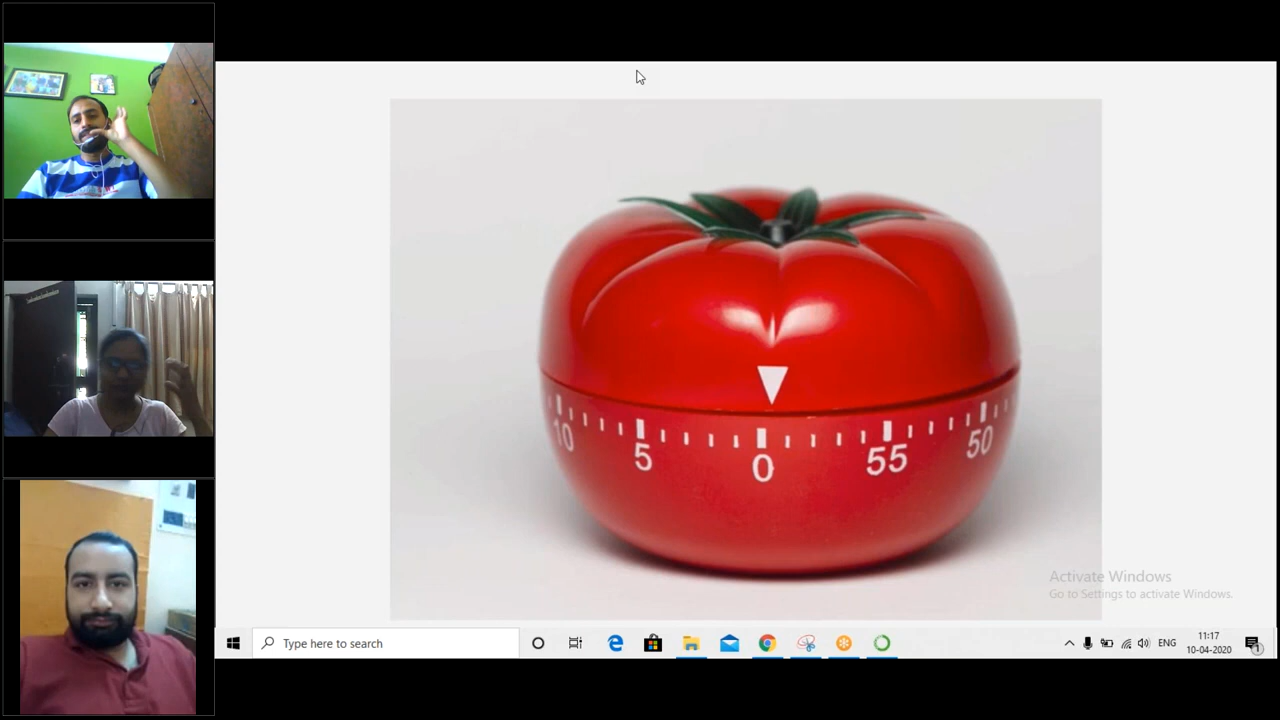 10 5 0 55 50
Activate Windows
Go to Settings to activate Windows.
Type here to search
ENG
11:17
10-04-2020
1